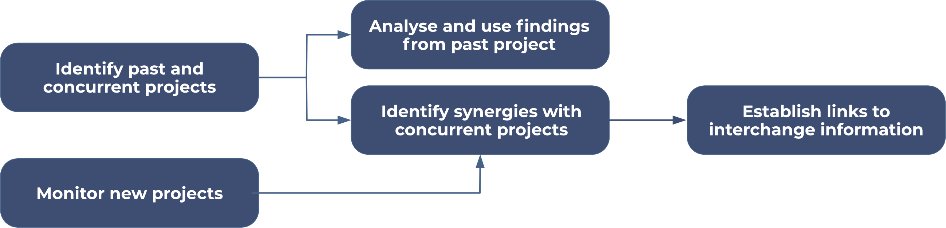 Identify past and
concurrent projects
Analyse and use findings
from past project
Identify synergies with
concurrent projects
Establish links to
interchange information
Monitor new projects